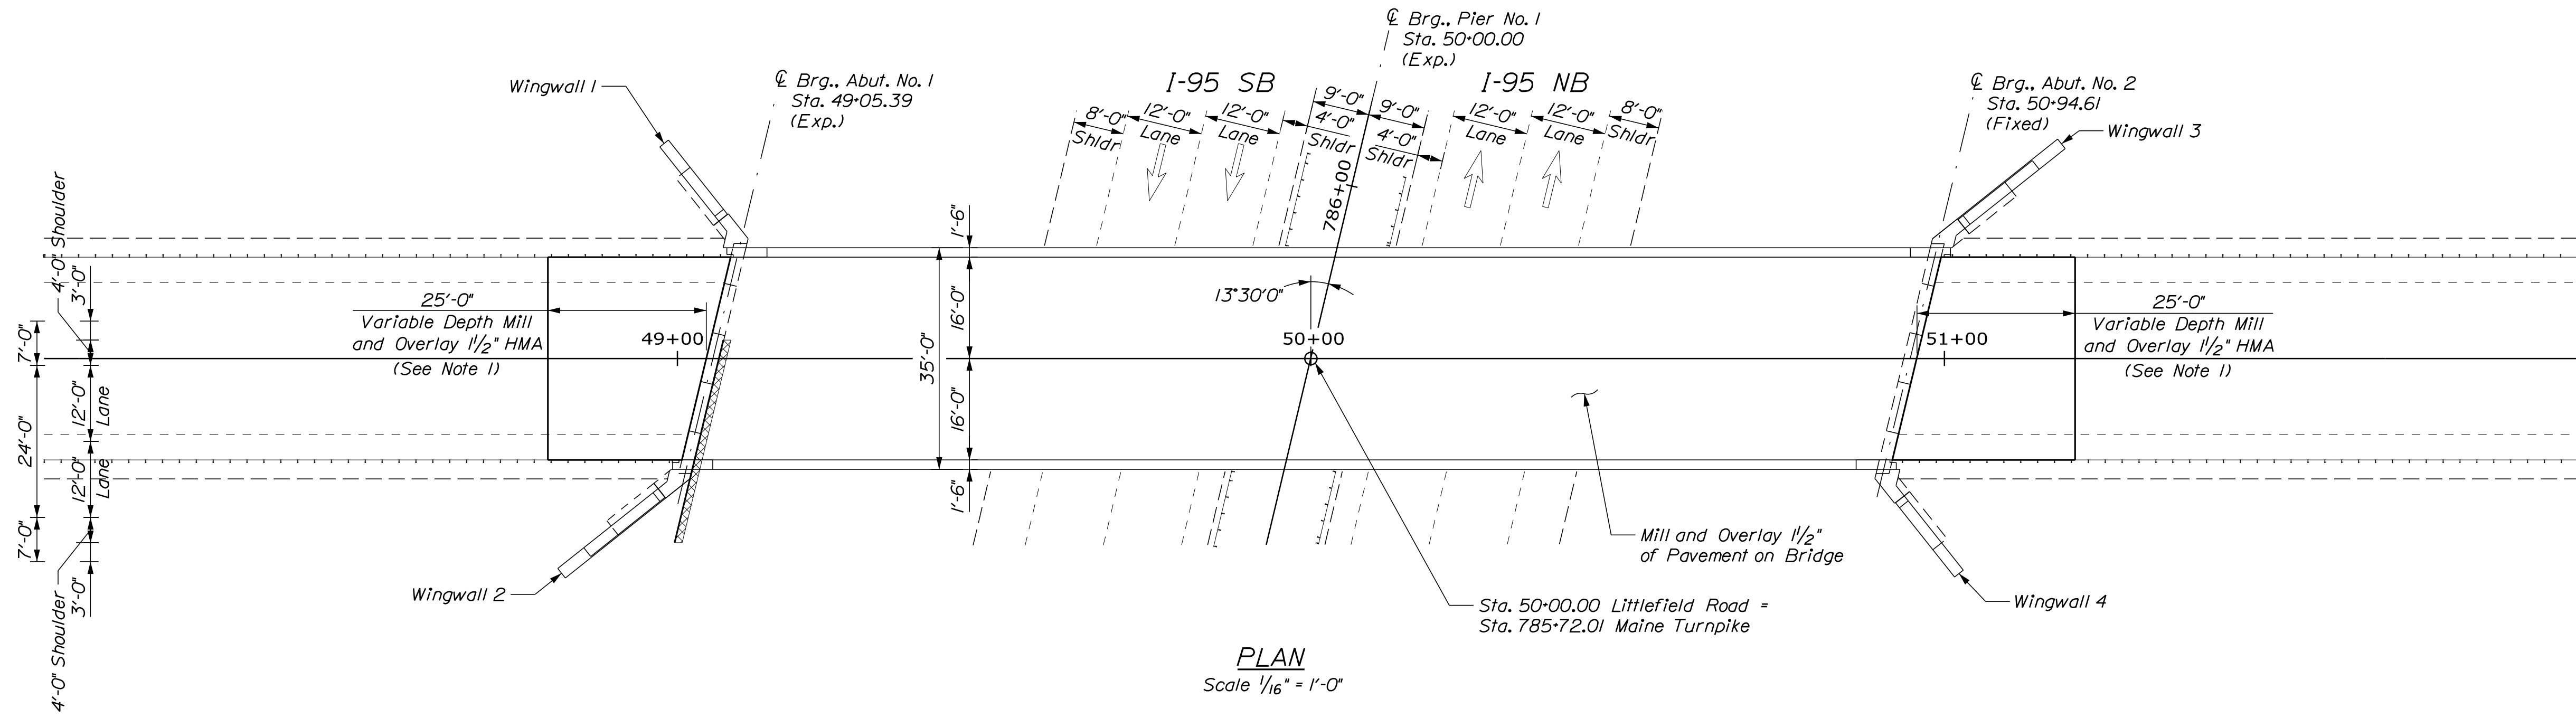 ℄ Brg., Pier No. 1
Sta. 50+00.00
(Exp.)
I-95 SB
I-95 NB
℄ Brg., Abut. No. 1
Sta. 49+05.39
(Exp.)
℄ Brg., Abut. No. 2
Sta. 50+94.61
(Fixed)
Wingwall 1
Wingwall 3
8'-0"
Shldr
12'-0"
Lane
12'-0"
Lane
9'-0"
4'-0"
Shldr
9'-0"
4'-0"
Shldr
12'-0"
Lane
12'-0"
Lane
8'-0"
Shldr
786+00
4'-0" Shoulder
3'-0"
7'-0"
12'-0"
Lane
24'-0"
12'-0"
Lane
7'-0"
3'-0"
4'-0" Shoulder
25'-0"
Variable Depth Mill
and Overlay 1½" HMA
(See Note 1)
49+00
1'-6"
16'-0"
35'-0"
16'-0"
1'-6"
13°30'0"
50+00
51+00
25'-0"
Variable Depth Mill
and Overlay 1½" HMA
(See Note 1)
Mill and Overlay 1½"
of Pavement on Bridge
Wingwall 2
Wingwall 4
Sta. 50+00.00 Littlefield Road =
Sta. 785+72.01 Maine Turnpike
PLAN
Scale 1/16" = 1'-0"